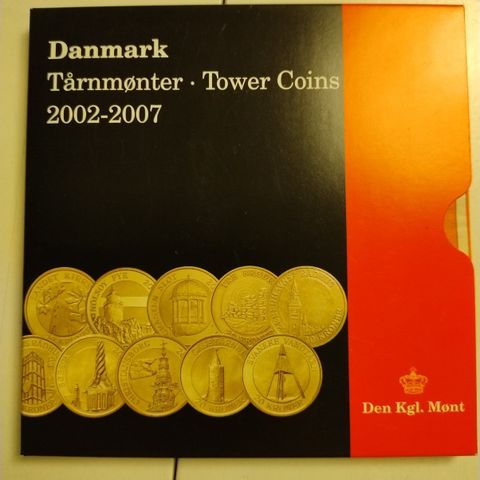 Danmark
Tårnmønter · Tower Coins
2002-2007
Den Kgl. Mønt